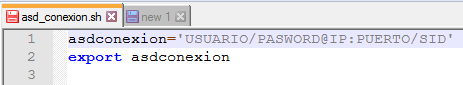 asd_conexion.sh new 1
1 asdconexion='USUARIO/PASWORD@IP:PUERTO/SID'
2 export asdconexion
3